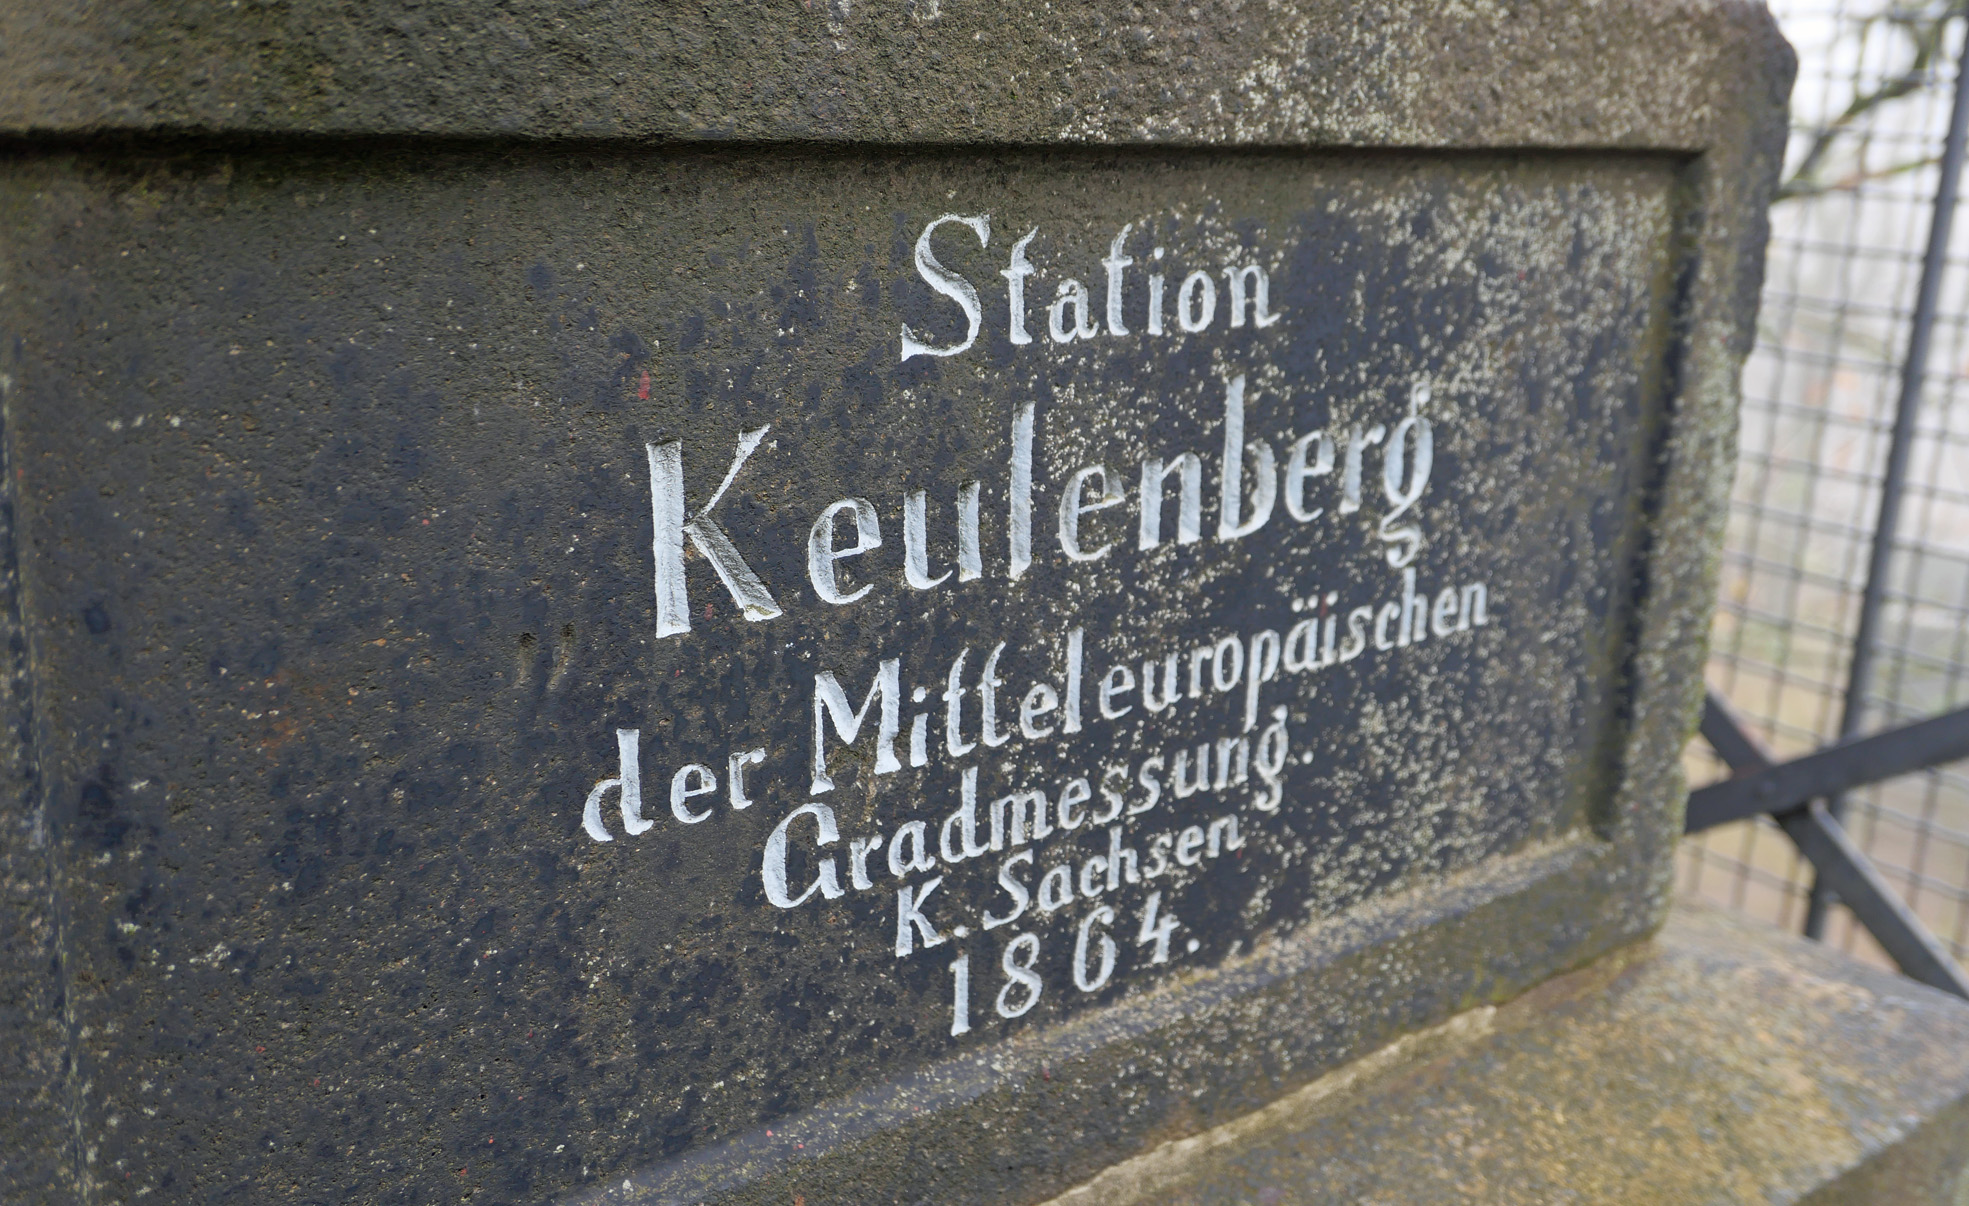 Station
Keulenberg
der Mitteleuropäischen
Gradmessung.
K. Sachsen
1864.